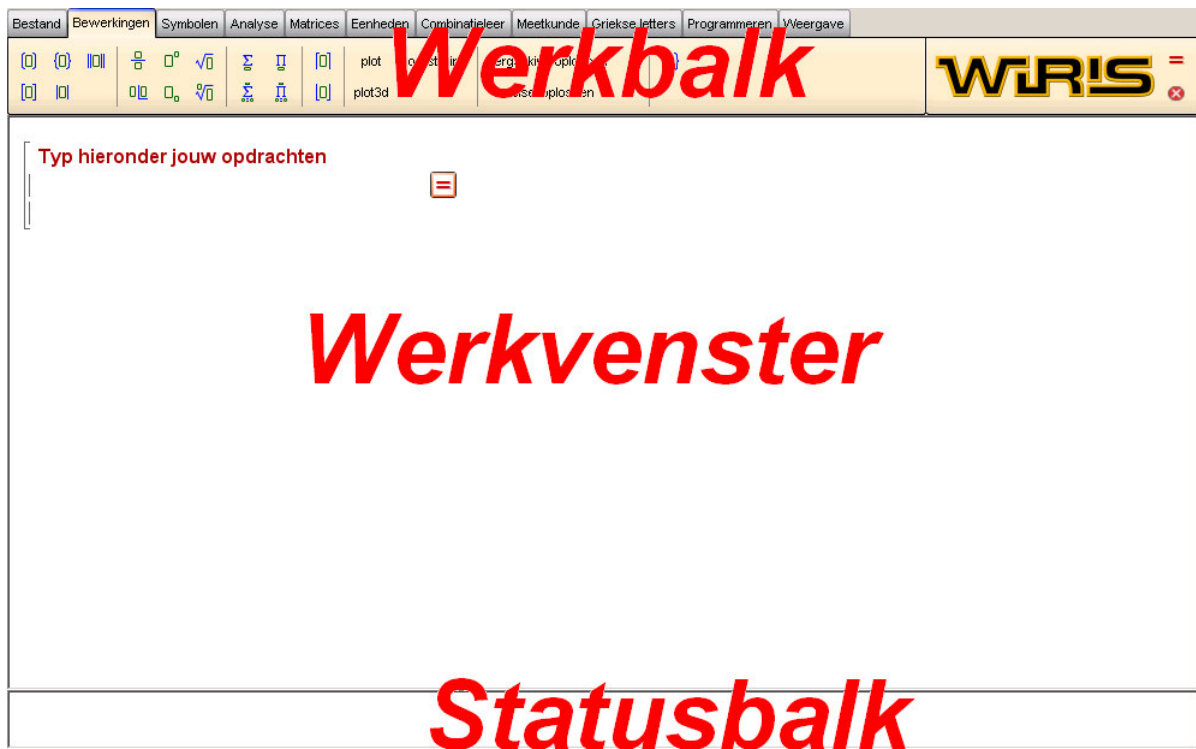 Bestand Bewerkingen Symbolen Analyse Matrices Eenheden Combinatieleer Meetkunde Griekse letters Programmeren Weergave
Werkbalk
plot
plot3d
WIRIS
Typ hieronder jouw opdrachten
=
Werkvenster
Statusbalk